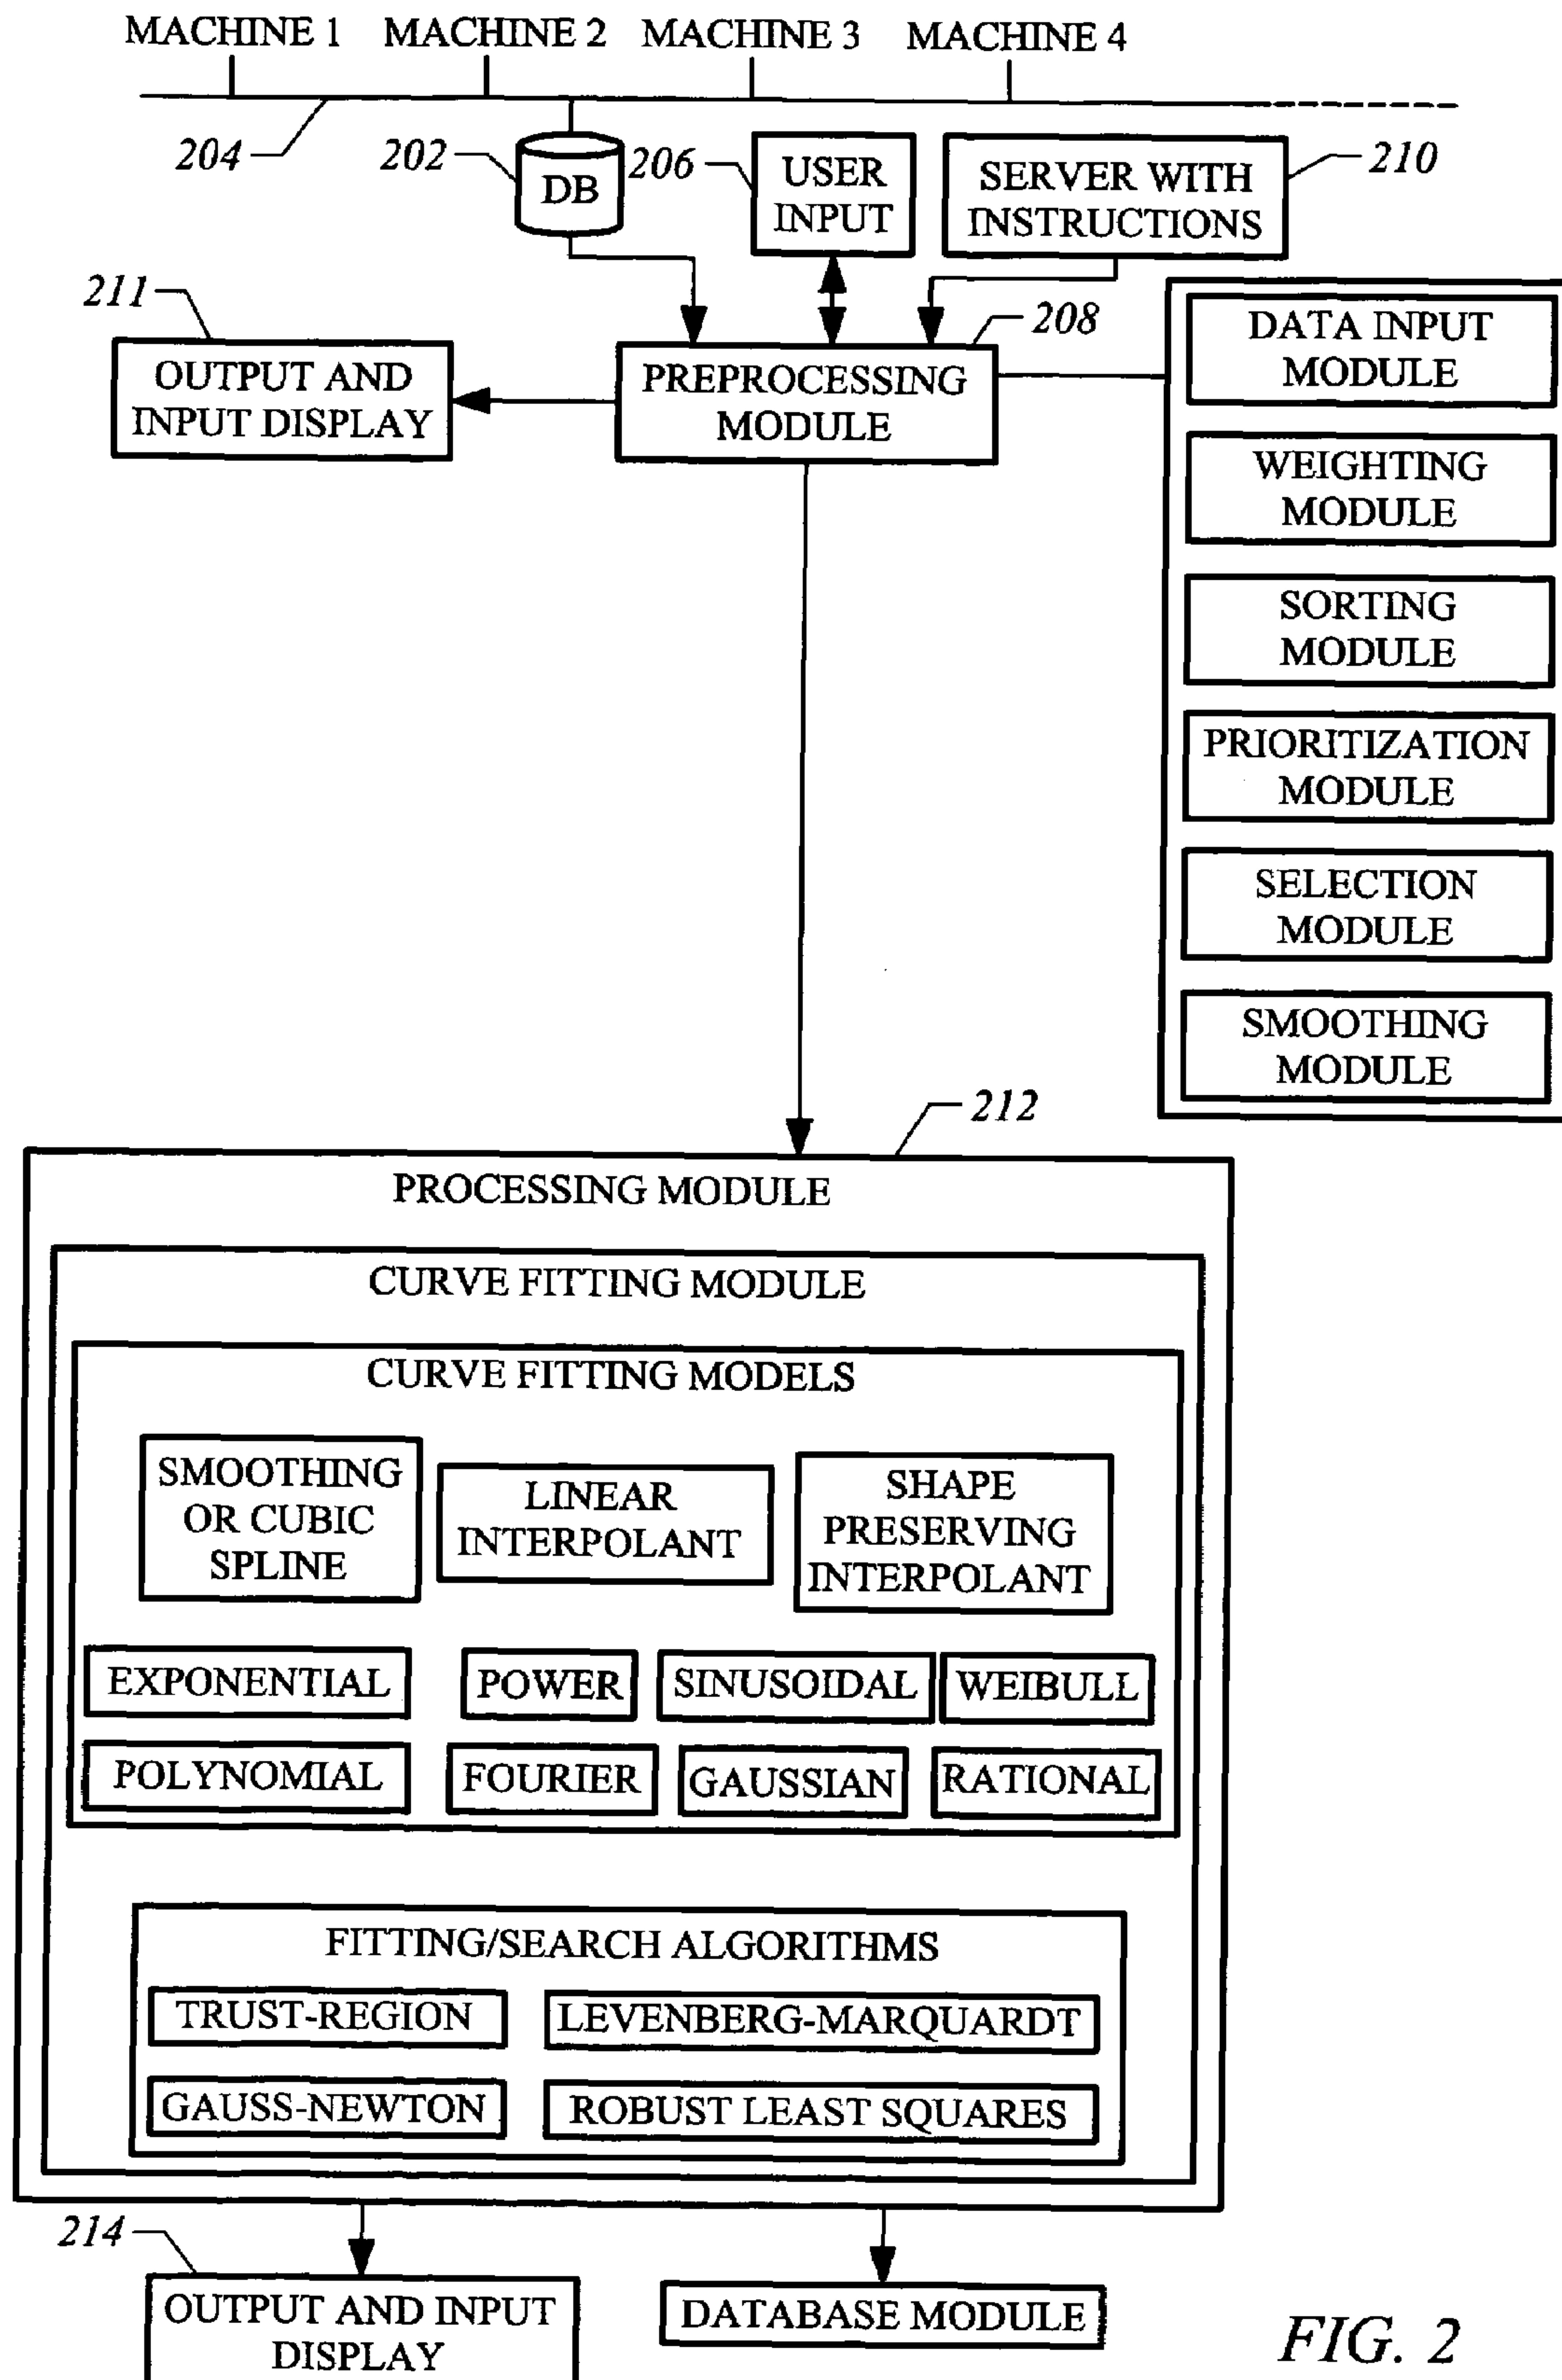 MACHINE 1 MACHINE 2 MACHINE 3 MACHINE 4
204
202
DB
206
USER
INPUT
SERVER WITH
INSTRUCTIONS
210
211
OUTPUT AND
INPUT DISPLAY
208
PREPROCESSING
MODULE
DATA INPUT
MODULE
WEIGHTING
MODULE
SORTING
MODULE
PRIORITIZATION
MODULE
SELECTION
MODULE
SMOOTHING
MODULE
212
PROCESSING MODULE
CURVE FITTING MODULE
CURVE FITTING MODELS
SMOOTHING
OR CUBIC
SPLINE
LINEAR
INTERPOLANT
SHAPE
PRESERVING
INTERPOLANT
EXPONENTIAL
POWER
SINUSOIDAL
WEIBULL
POLYNOMIAL
FOURIER
GAUSSIAN
RATIONAL
FITTING/SEARCH ALGORITHMS
TRUST-REGION
LEVENBERG-MARQUARDT
GAUSS-NEWTON
ROBUST LEAST SQUARES
214
OUTPUT AND INPUT
DISPLAY
DATABASE MODULE
FIG. 2